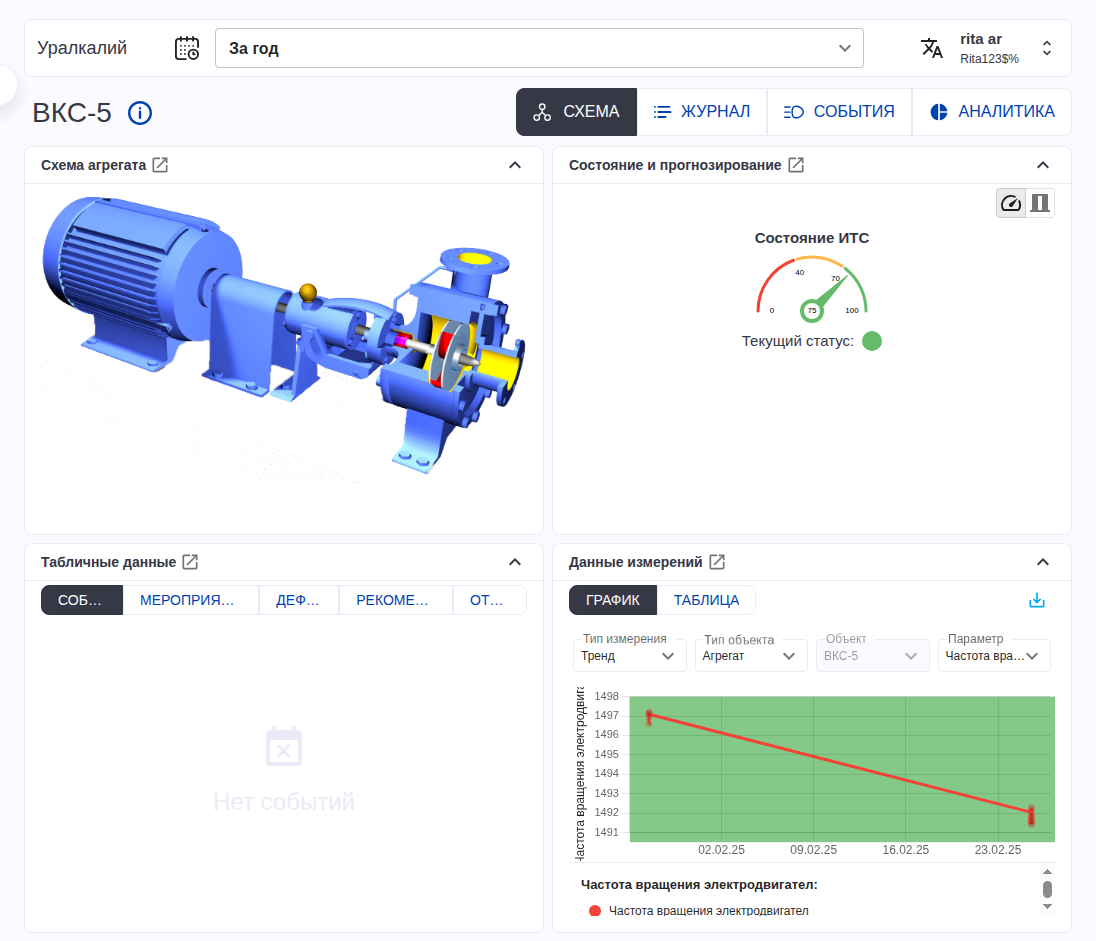 Уралкалий
За год
rita ar
Rita123$%
ВКС-5
СХЕМА
ЖУРНАЛ
СОБЫТИЯ
АНАЛИТИКА
Схема агрегата
Состояние и прогнозирование
Состояние ИТС
0
40
70
100
75
Текущий статус:
Табличные данные
СОБ...
МЕРОПРИЯ...
ДЕФ...
РЕКОМЕ...
ОТ...
Нет событий
Данные измерений
ГРАФИК
ТАБЛИЦА
Тип измерения
Тренд
Тип объекта
Агрегат
Объект
ВКС-5
Параметр
Частота вра...
Частота вращения электродвига
1498
1497
1496
1495
1494
1493
1492
1491
02.02.25
09.02.25
16.02.25
23.02.25
Частота вращения электродвигател:
Частота вращения электродвигател